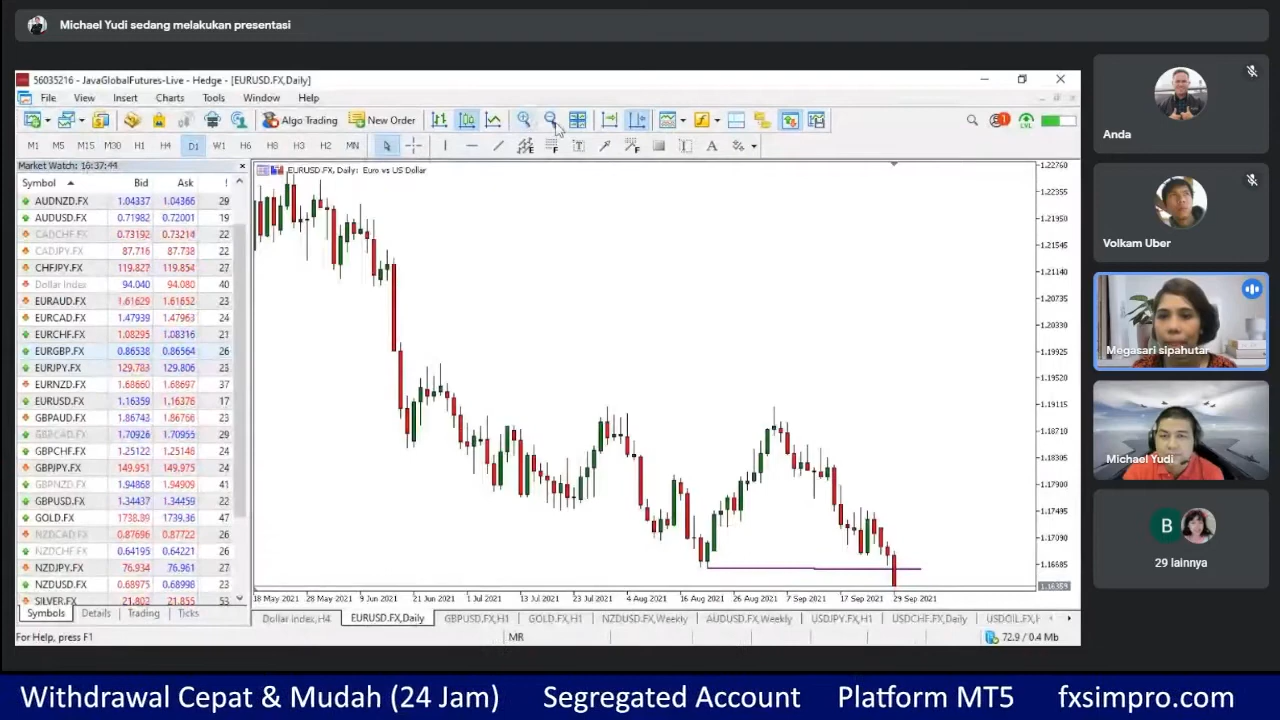 Michael Yudi sedang melakukan presentasi
56035216 - JavaGlobalFutures-Live - Hedge - [EURUSD.FX,Daily]
File View Insert Charts Tools Window Help
Algo Trading New Order
M1 M5 M15 M30 H1 H4 D1 W1 H6 H8 H3 H2 MN
Market Watch: 16:37:44
Symbol Bid Ask !
AUDNZD.FX 1.04337 1.04366 29
AUDUSD.FX 0.71982 0.72001 19
CADCHF.FX 0.73192 0.73214 22
CADJPY.FX 87.716 87.738 22
CHFJPY.FX 119.827 119.854 27
Dollar Index 94.040 94.080 40
EURAUD.FX 1.61629 1.61652 23
EURCAD.FX 1.47939 1.47963 24
EURCHF.FX 1.08295 1.08316 21
EURGBP.FX 0.86538 0.86564 26
EURJPY.FX 129.783 129.806 23
EURNZD.FX 1.68660 1.68697 37
EURUSD.FX 1.16359 1.16376 17
GBPAUD.FX 1.86743 1.86766 23
GBPCAD.FX 1.70926 1.70955 29
GBPCHF.FX 1.25122 1.25146 24
GBPJPY.FX 149.951 149.975 24
GBPNZD.FX 1.94868 1.94909 41
GBPUSD.FX 1.34437 1.34459 22
GOLD.FX 1738.89 1739.36 47
NZDCAD.FX 0.87696 0.87722 26
NZDCHF.FX 0.64195 0.64221 26
NZDJPY.FX 76.934 76.961 27
NZDUSD.FX 0.68975 0.68998 23
SILVER.FX 21.802 21.855 53
Symbols Details Trading Ticks
EURUSD.FX, Daily: Euro vs US Dollar
1.22760
1.22355
1.21950
1.21545
1.21140
1.20735
1.20330
1.19925
1.19520
1.19115
1.18710
1.18305
1.17900
1.17495
1.17090
1.16685
1.16359
18 May 2021 28 May 2021 9 Jun 2021 21 Jun 2021 1 Jul 2021 13 Jul 2021 23 Jul 2021 4 Aug 2021 16 Aug 2021 26 Aug 2021 7 Sep 2021 17 Sep 2021 29 Sep 2021
Dollar Index,H4 EURUSD.FX,Daily GBPUSD.FX,H1 GOLD.FX,H1 NZDUSD.FX,Weekly AUDUSD.FX,Weekly USDJPY.FX,H1 USDCHF.FX,Daily USDOIL.FX,H
For Help, press F1 MR 72.9 / 0.4 Mb
Anda
Volkam Uber
Megasari sipahutar
Michael Yudi
B
29 lainnya
Withdrawal Cepat & Mudah (24 Jam) Segregated Account Platform MT5 fxsimpro.com